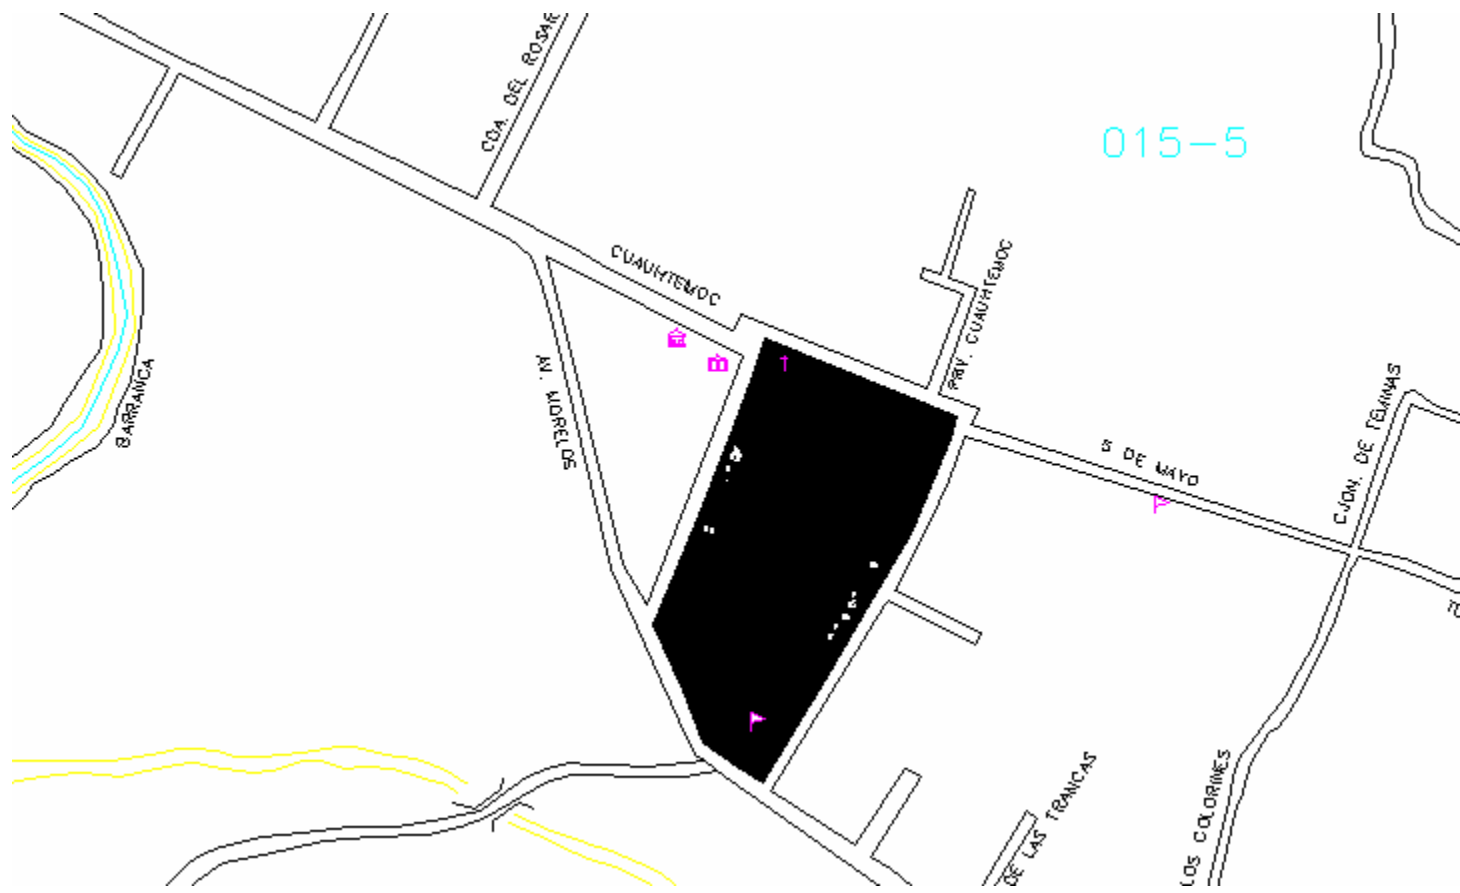 CDA. DEL ROSAR
015-5
CUAUHTEMOC
PRIV. CUAUHTEMOC
BARRANCA
AV. MORELOS
5 DE MAYO
CJON. DE TEMINAS
DE LAS TRANCAS
LOS COLORINES